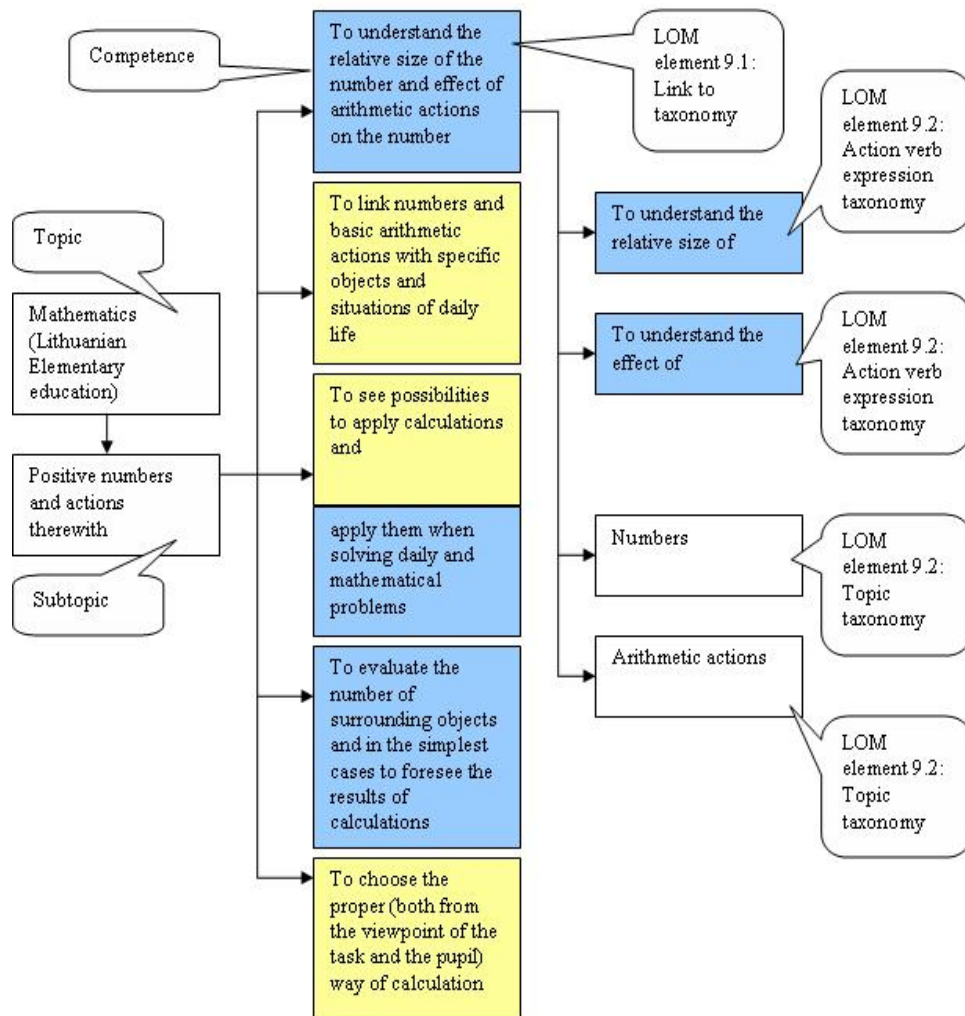 Competence
To understand the
relative size of the
number and effect of
arithmetic actions
on the number
LOM
element 9.1:
Link to
taxonomy
LOM
element 9.2:
Action verb
expression
taxonomy
To link numbers and
basic arithmetic
actions with specific
objects and
situations of daily
life
To understand the
relative size of
Topic
Mathematics
(Lithuanian
Elementary
education)
To understand the
effect of
LOM
element 9.2:
Action verb
expression
taxonomy
To see possibilities
to apply calculations
and
Positive numbers
and actions
therewith
apply them when
solving daily and
mathematical
problems
Numbers
LOM
element 9.2:
Topic
taxonomy
Subtopic
To evaluate the
number of
surrounding objects
and in the simplest
cases to foresee the
results of
calculations
Arithmetic actions
LOM
element 9.2:
Topic
taxonomy
To choose the
proper (both from
the viewpoint of the
task and the pupil)
way of calculation